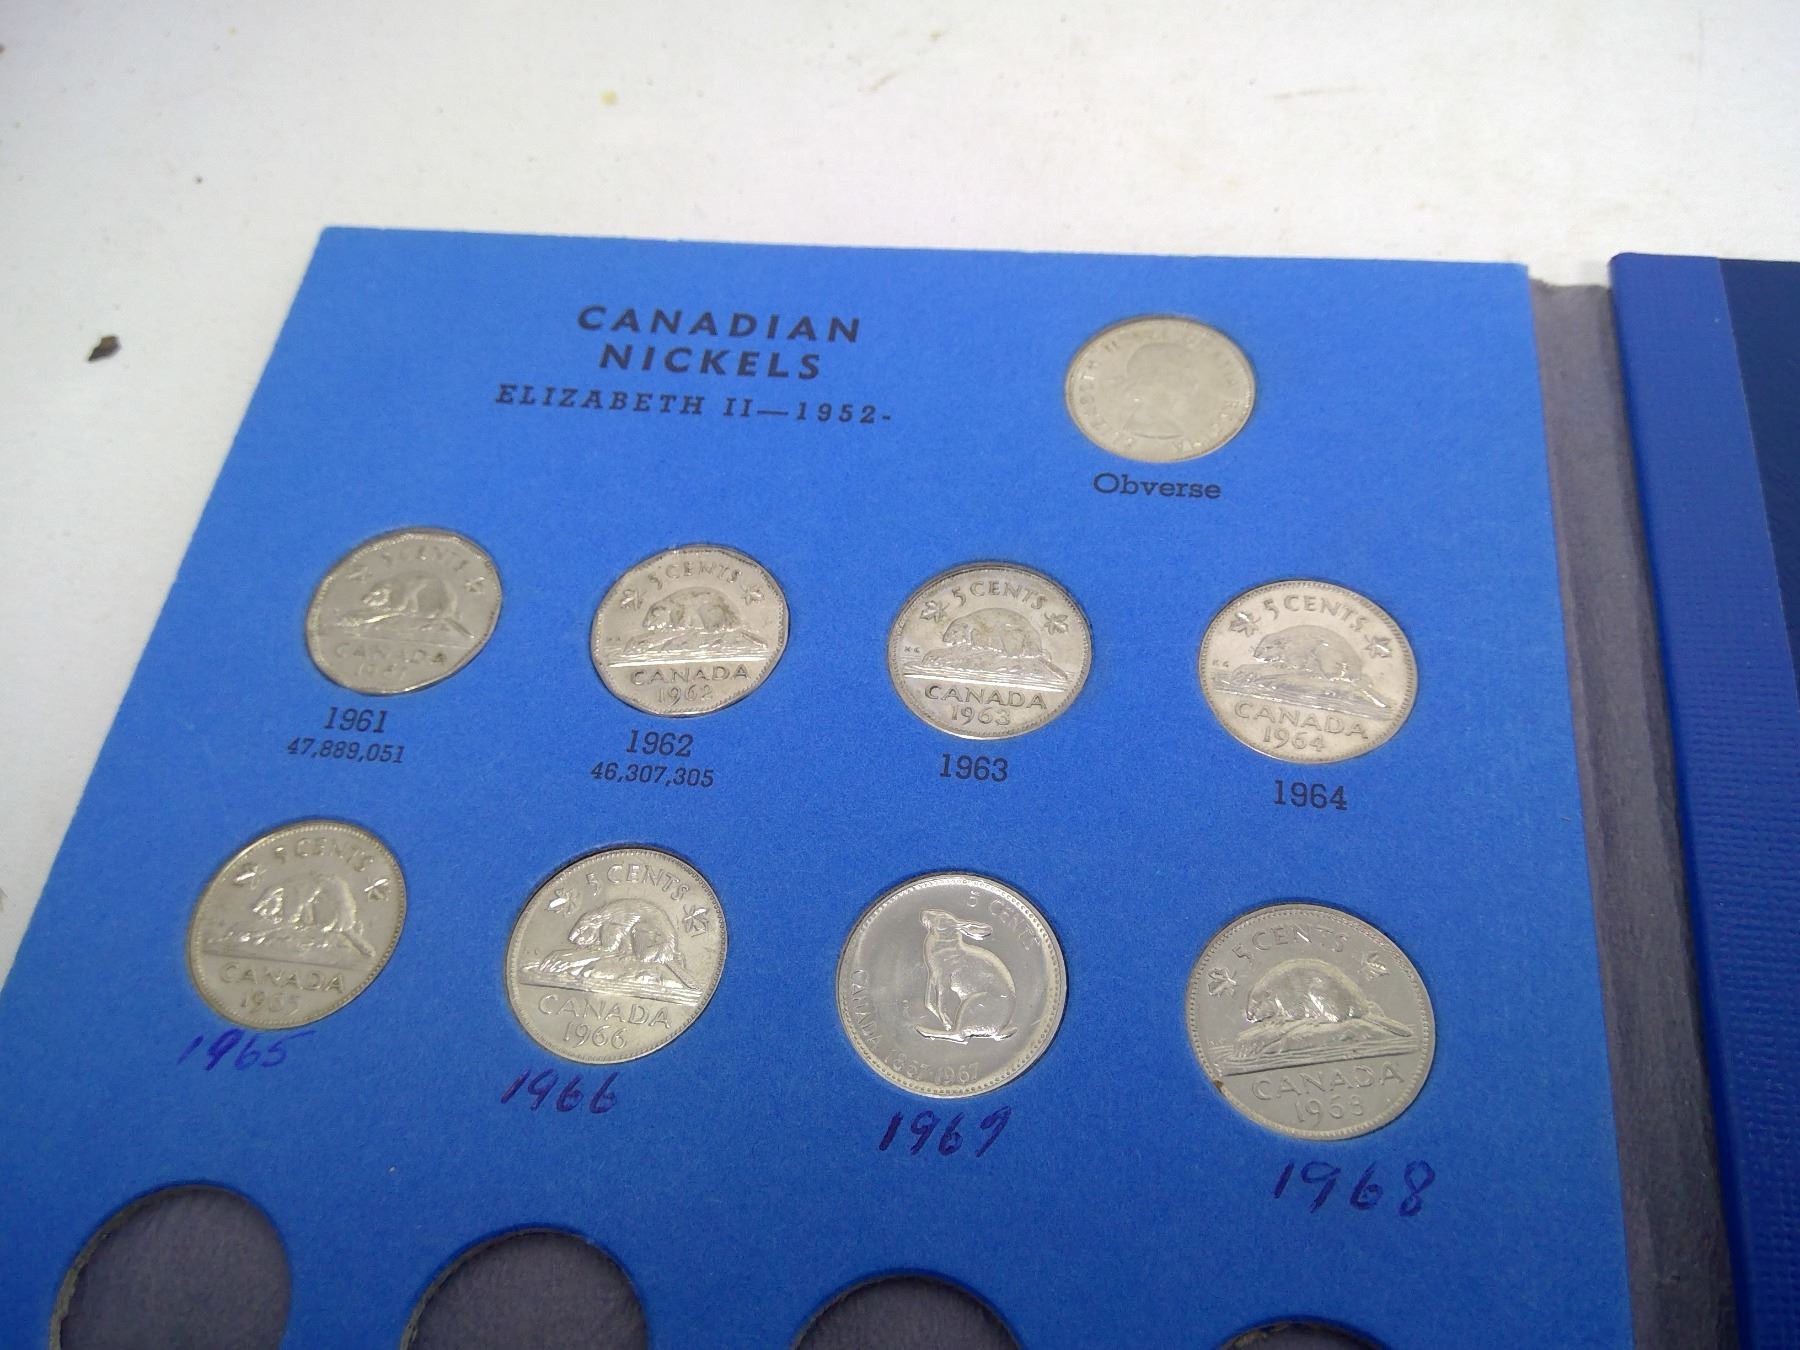 CANADIAN
NICKELS
ELIZABETH II—1952-
Obverse
5 CENTS
CANADA
1961
47,889,051
5 CENTS
CANADA
1962
1962
46,307,305
5 CENTS
CANADA
1963
1963
5 CENTS
CANADA
1964
1964
5 CENTS
CANADA
1965
1965
5 CENTS
CANADA
1966
1966
5 CENTS
CANADA 1867-1967
1969
5 CENTS
CANADA
1968
1968